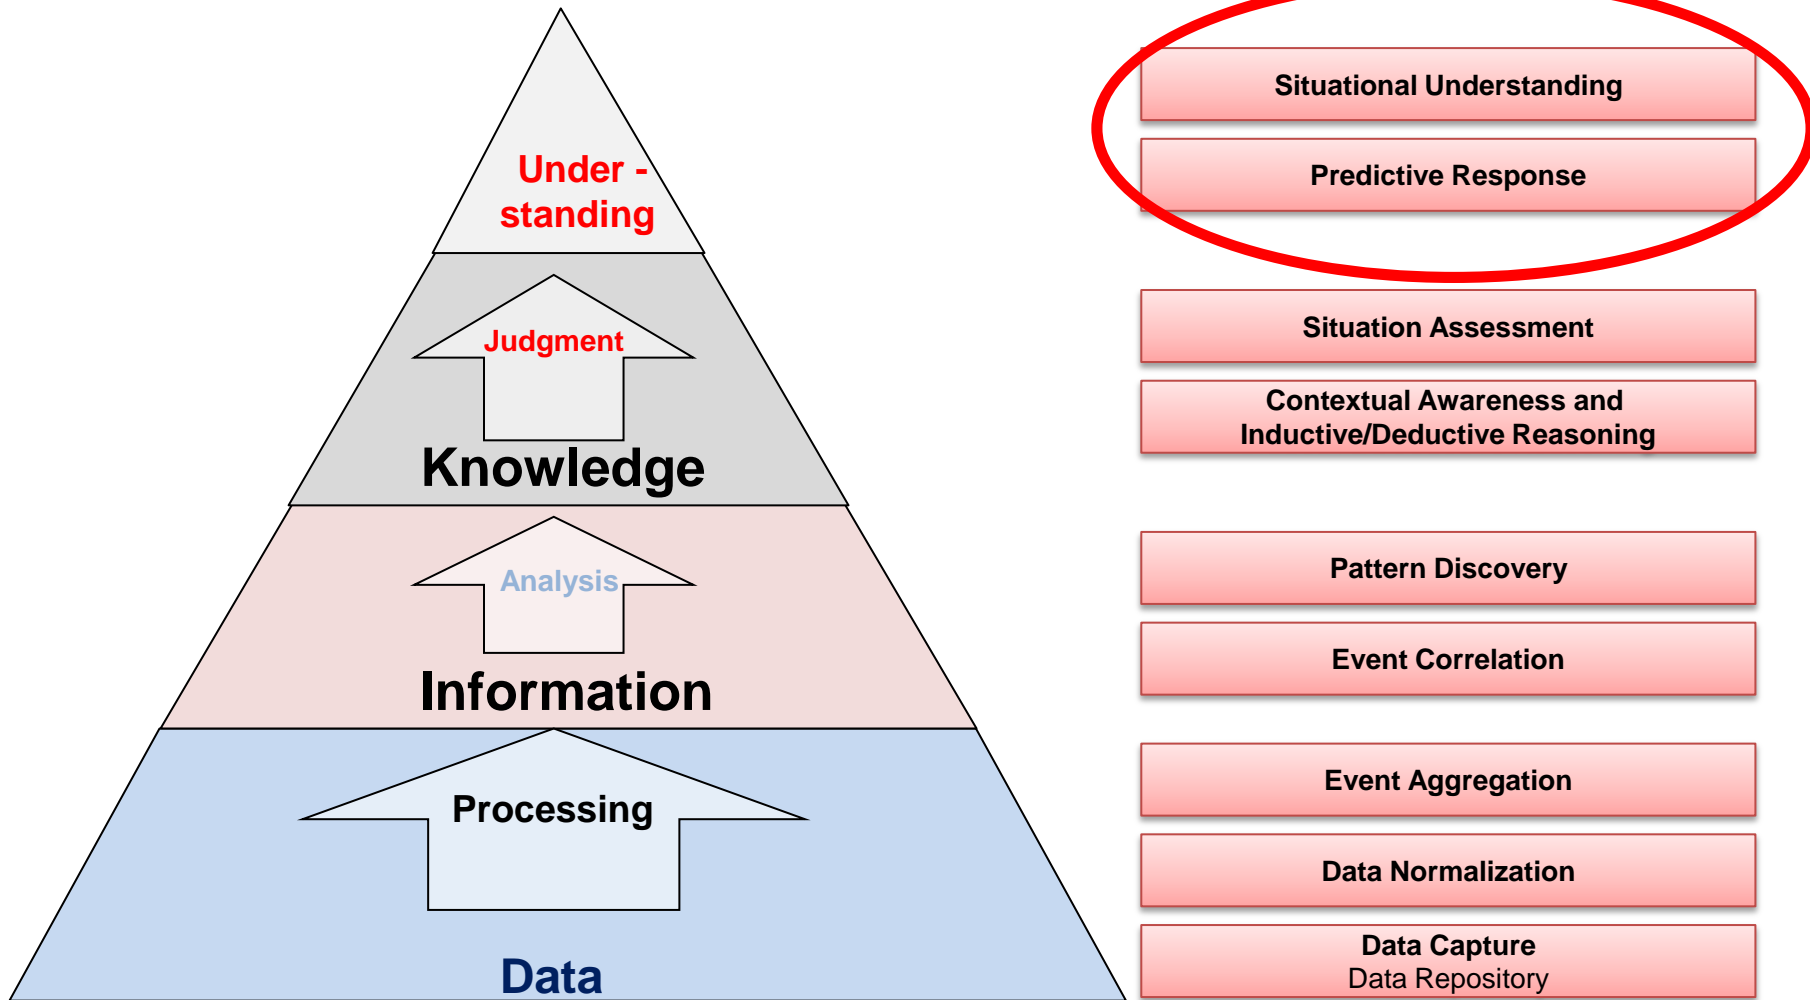 Under -
standing
Judgment
Knowledge
Analysis
Information
Processing
Data
Situational Understanding
Predictive Response
Situation Assessment
Contextual Awareness and
Inductive/Deductive Reasoning
Pattern Discovery
Event Correlation
Event Aggregation
Data Normalization
Data Capture
Data Repository